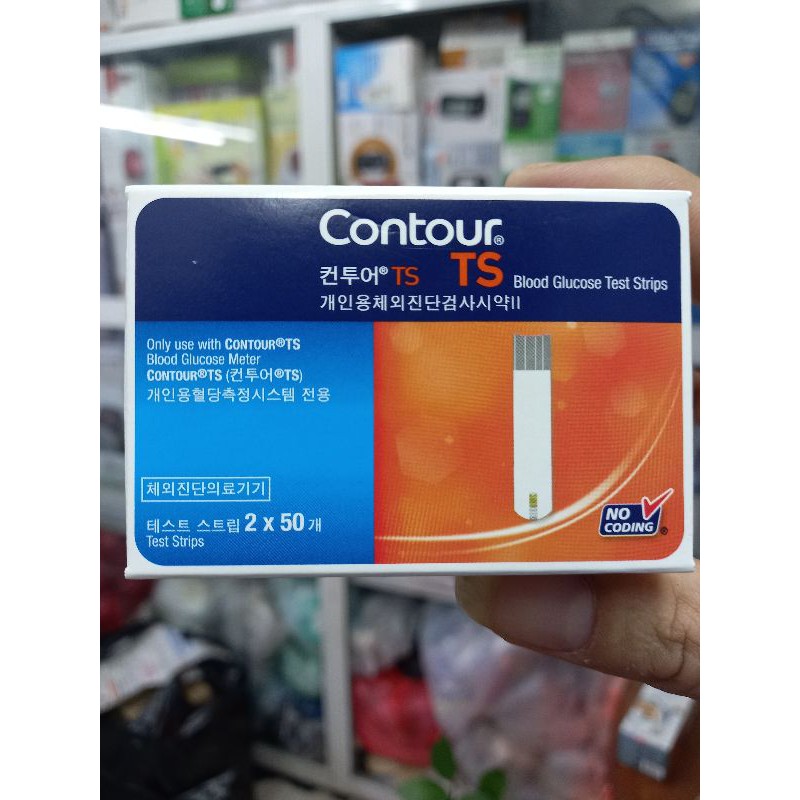 Contour®
컨투어® TS TS Blood Glucose Test Strips
개인용체외진단검사시약II
Only use with CONTOUR®TS
Blood Glucose Meter
CONTOUR®TS (컨투어®TS)
개인용혈당측정시스템 전용
체외진단의료기기
테스트 스트립 2 x 50 개
Test Strips
NO
CODING®